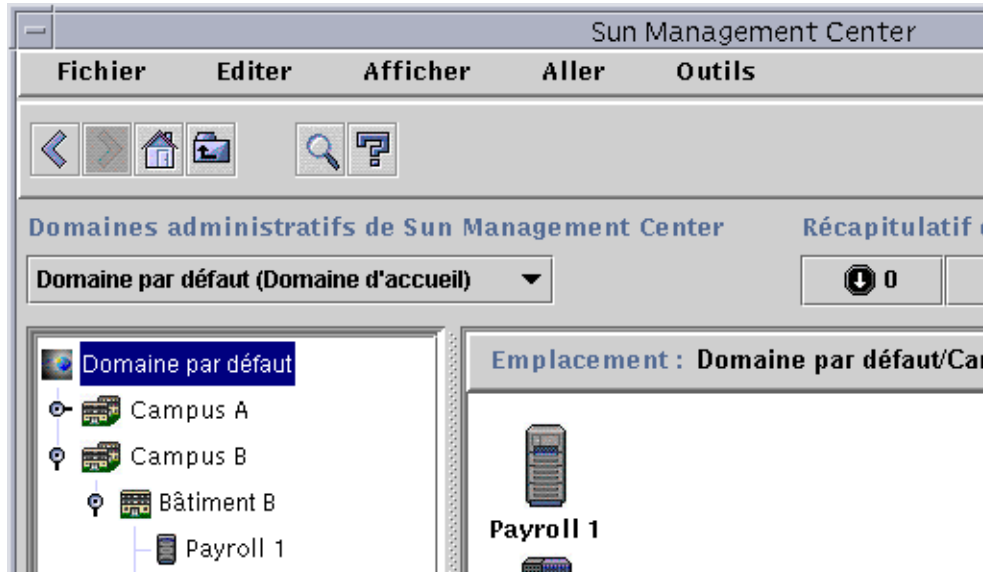 Sun Management Center
Fichier Editer Afficher Aller Outils
Domaines administratifs de Sun Management Center Récapitulatif
Domaine par défaut (Domaine d'accueil) 0
Domaine par défaut
Emplacement : Domaine par défaut/Ca
Campus A
Campus B
Bâtiment B
Payroll 1
Payroll 1